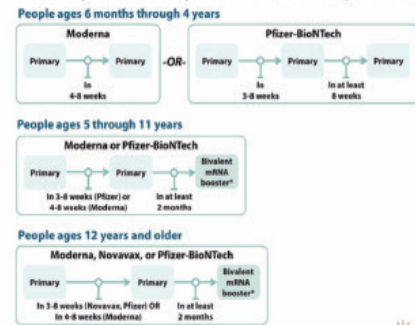 People ages 6 months through 4 years
Moderna
Primary
Primary
In
4-8 weeks
-OR-
Pfizer-BioNTech
Primary
Primary
Primary
In
3-8 weeks
In at least
8 weeks
People ages 5 through 11 years
Moderna or Pfizer-BioNTech
Primary
Primary
Bivalent
mRNA
booster*
In 3-8 weeks (Pfizer) or
4-8 weeks (Moderna)
In at least
2 months
People ages 12 years and older
Moderna, Novavax, or Pfizer-BioNTech
Primary
Primary
Bivalent
mRNA
booster*
In 3-8 weeks (Novavax, Pfizer) OR
In 4-8 weeks (Moderna)
In at least
2 months